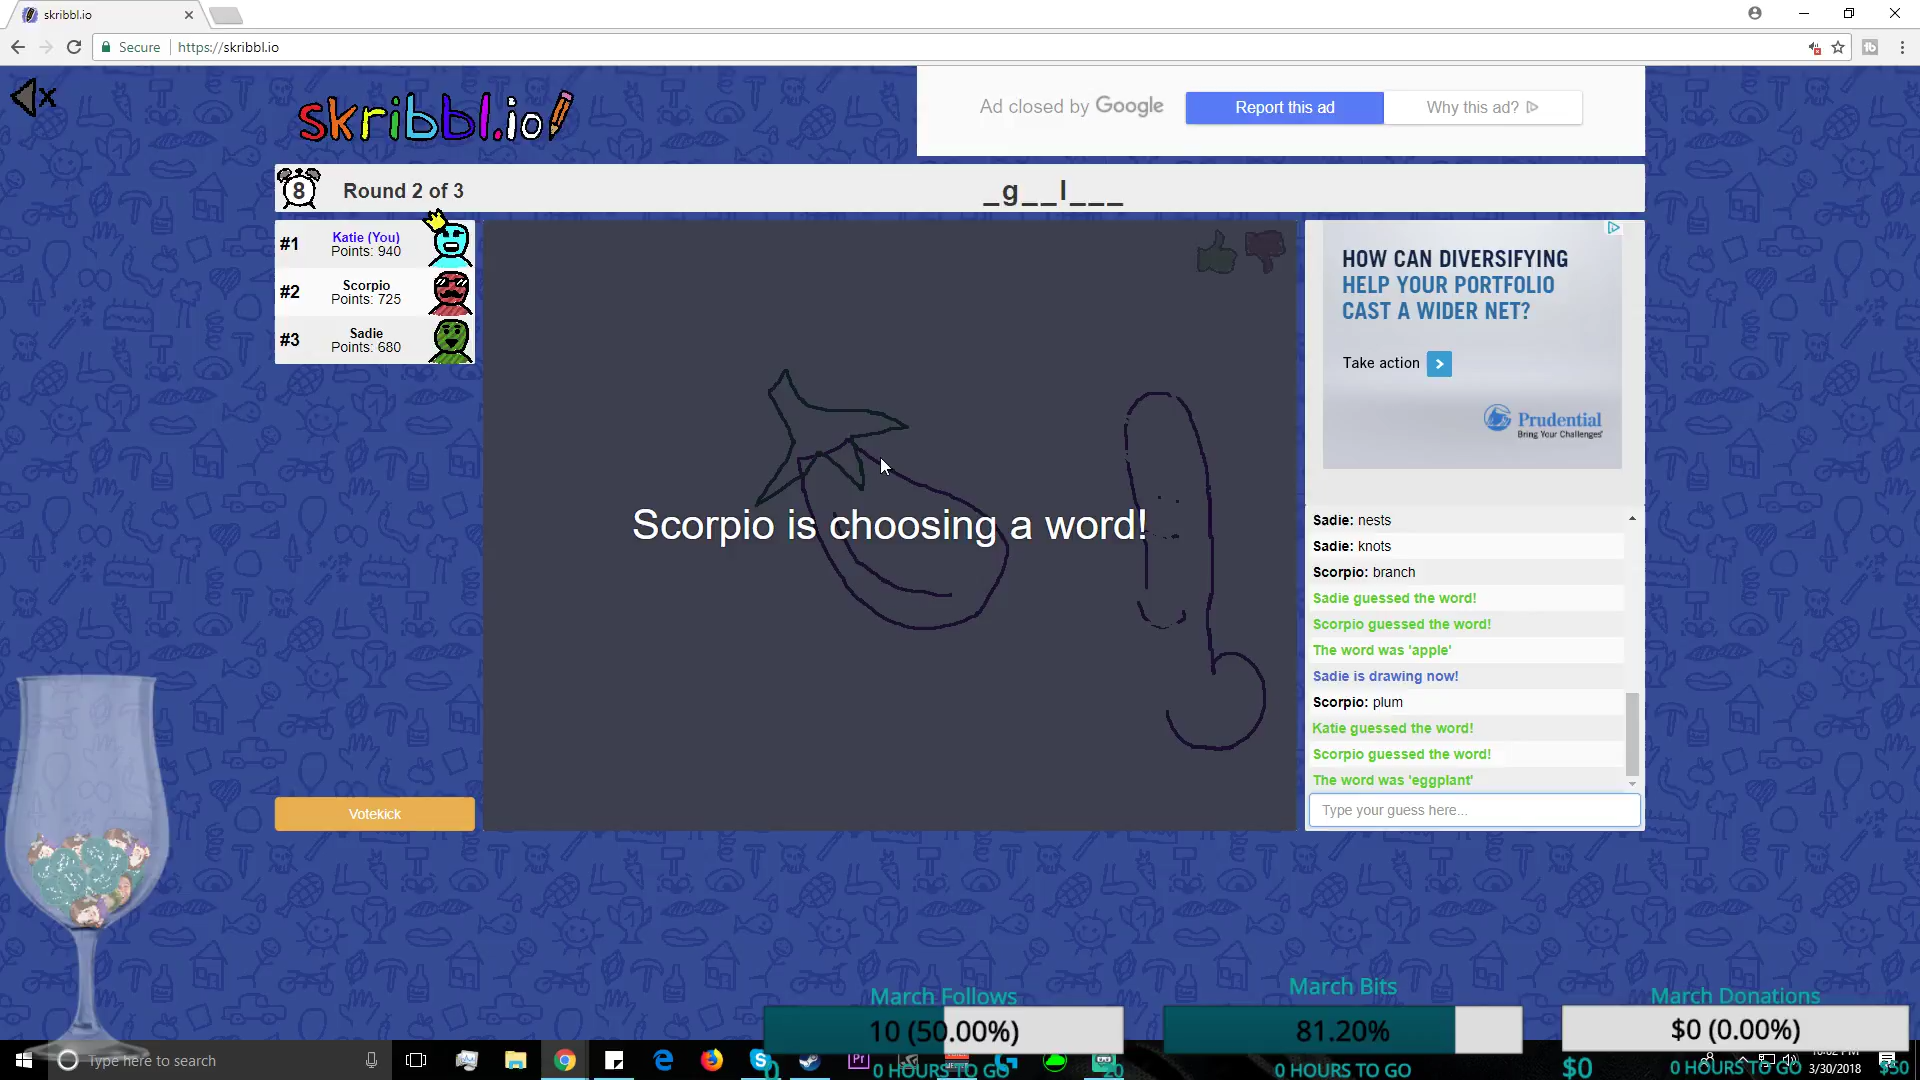 skribbl.io
Secure
https://skribbl.io
skribbl.io
Ad closed by Google
Report this ad
Why this ad?
8
Round 2 of 3
_g__l___
#1
Katie (You)
Points: 940
#2
Scorpio
Points: 725
#3
Sadie
Points: 680
Scorpio is choosing a word!
HOW CAN DIVERSIFYING
HELP YOUR PORTFOLIO
CAST A WIDER NET?
Take action
Prudential
Bring Your Challenges®
Sadie: nests
Sadie: knots
Scorpio: branch
Sadie guessed the word!
Scorpio guessed the word!
The word was 'apple'
Sadie is drawing now!
Scorpio: plum
Katie guessed the word!
Scorpio guessed the word!
The word was 'eggplant'
Type your guess here...
Votekick
March Follows
10 (50.00%)
0 HOURS TO GO
20
March Bits
81.20%
0 HOURS TO GO
March Donations
$0 (0.00%)
$0
0 HOURS TO GO
$50
Type here to search
Pr
3/30/2018